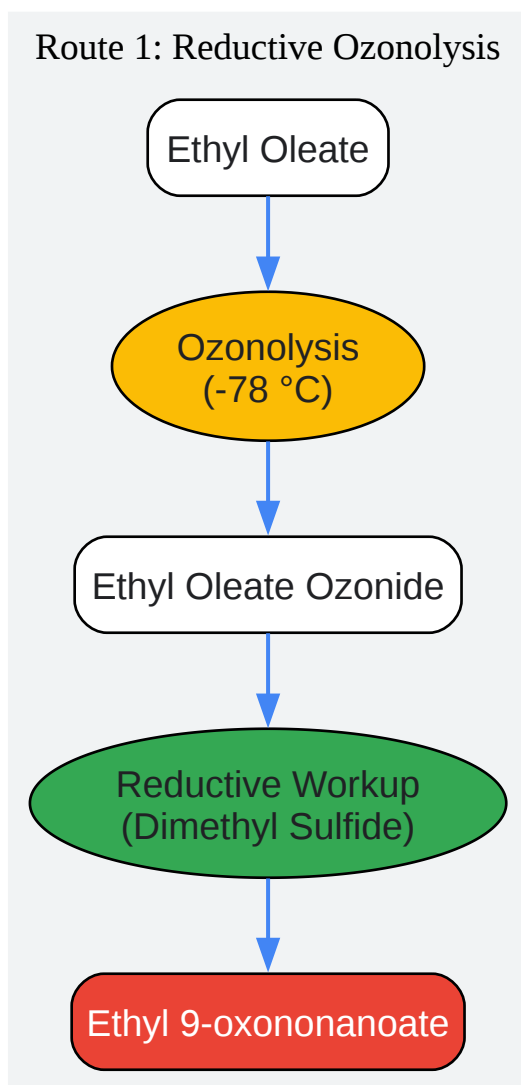 Route 1: Reductive Ozonolysis
Ethyl Oleate
Ozonolysis
(-78 °C)
Ethyl Oleate Ozonide
Reductive Workup
(Dimethyl Sulfide)
Ethyl 9-oxononanoate